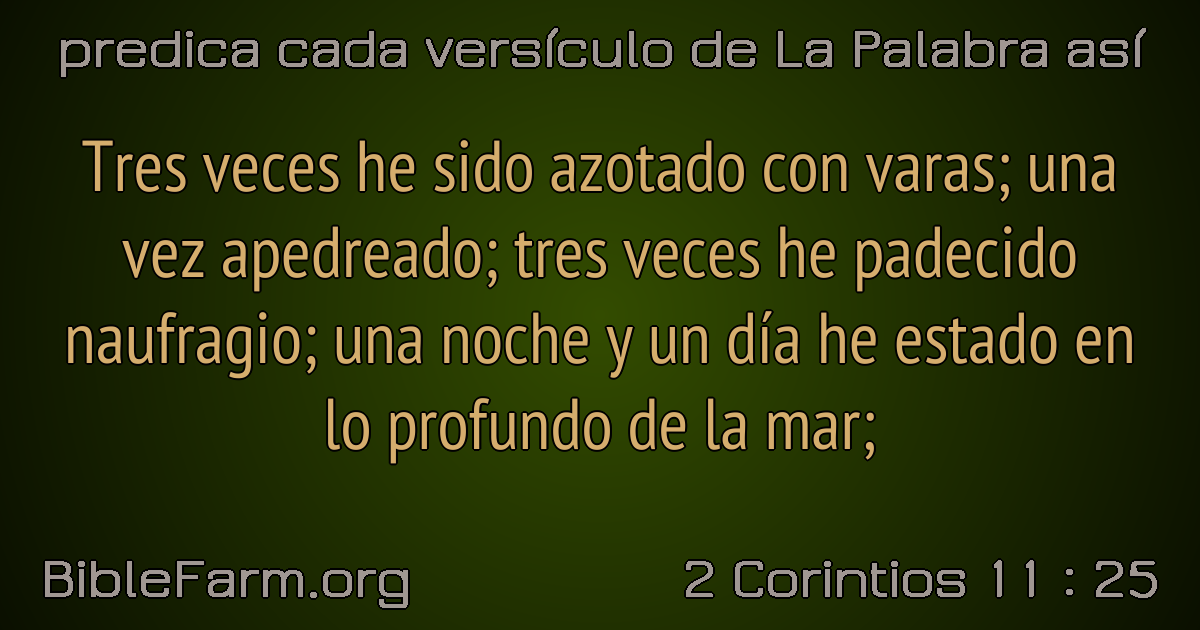 predica cada versículo de La Palabra así
Tres veces he sido azotado con varas; una
vez apedreado; tres veces he padecido
naufragio; una noche y un día he estado en
lo profundo de la mar;
BibleFarm.org
2 Corintios 11 : 25